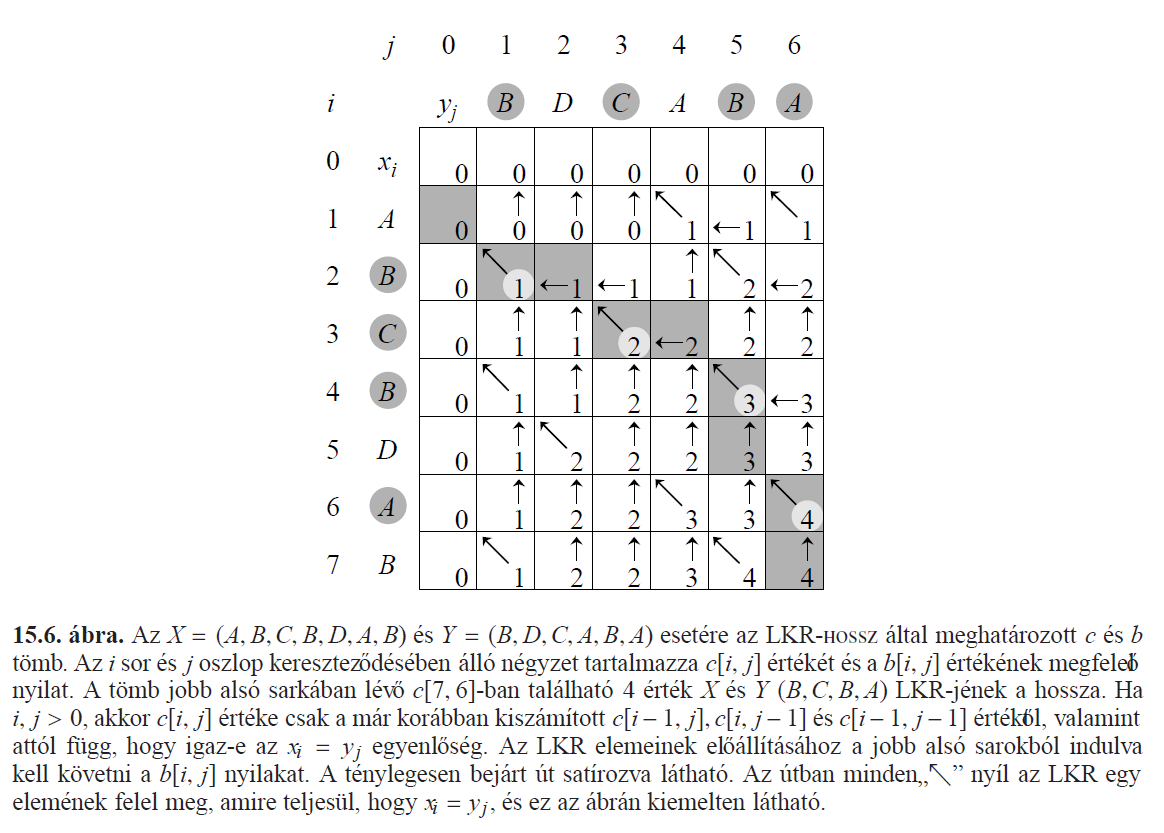 j 0 1 2 3 4 5 6
i yj B D C A B A
0 xi 0 0 0 0 0 0 0
1 A 0 ↑0 ↑0 ↑0 ↖1 ←1 ↖1
2 B 0 ↖1 ←1 ←1 ↑1 ↖2 ←2
3 C 0 ↑1 ↑1 ↖2 ←2 ↑2 ↑2
4 B 0 ↖1 ↑1 ↑2 ↑2 ↖3 ←3
5 D 0 ↑1 ↖2 ↑2 ↑2 ↑3 ↑3
6 A 0 ↑1 ↑2 ↑2 ↖3 ↑3 ↖4
7 B 0 ↖1 ↑2 ↑2 ↑3 ↖4 ↑4
15.6. ábra. Az X = (A, B, C, B, D, A, B) és Y = (B, D, C, A, B, A) esetére az LKR-HOSSZ által meghatározott c és b
tömb. Az i sor és j oszlop kereszteződésében álló négyzet tartalmazza c[i, j] értékét és a b[i, j] értékének megfelelő
nyilat. A tömb jobb alsó sarkában lévő c[7, 6]-ban található 4 érték X és Y (B, C, B, A) LKR-jének a hossza. Ha
i, j > 0, akkor c[i, j] értéke csak a már korábban kiszámított c[i − 1, j], c[i, j − 1] és c[i − 1, j − 1] értékől, valamint
attól függ, hogy igaz-e az xi = yj egyenlőség. Az LKR elemeinek előállításához a jobb alsó sarokból indulva
kell követni a b[i, j] nyilakat. A ténylegesen bejárt út satírozva látható. Az útban minden „↖” nyíl az LKR egy
elemének felel meg, amire teljesül, hogy xi = yj, és ez az ábrán kiemelten látható.